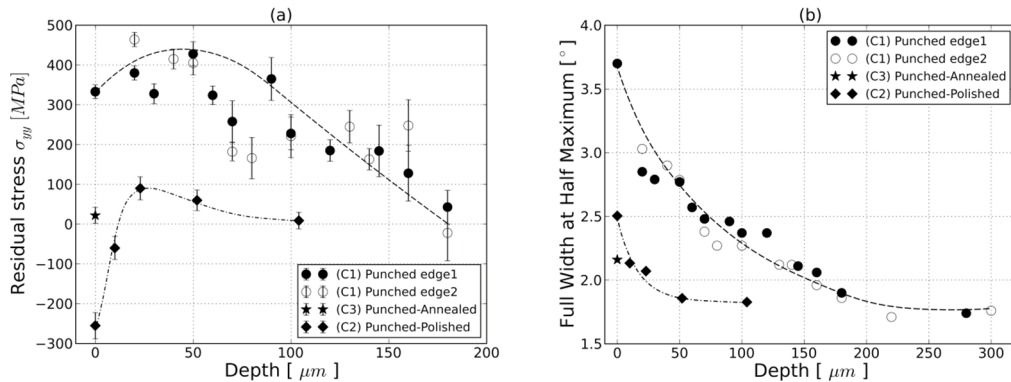 (a)
500
400
300
200
100
0
−100
−200
−300
0
50
100
150
200
Residual stress σyy [MPa]
Depth [ μm ]
(C1) Punched edge1
(C1) Punched edge2
(C3) Punched-Annealed
(C2) Punched-Polished
(b)
4.0
3.5
3.0
2.5
2.0
1.5
0
50
100
150
200
250
300
Full Width at Half Maximum [ ° ]
Depth [ μm ]
(C1) Punched edge1
(C1) Punched edge2
(C3) Punched-Annealed
(C2) Punched-Polished